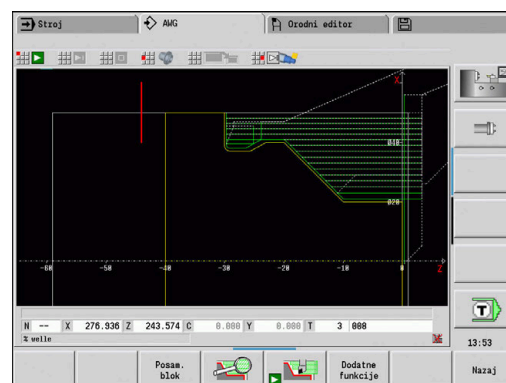 Stroj AWG Orodni editor
X
ø40
ø20
-60 -50 -40 -30 -20 -10 0 Z
N -- X 276.936 Z 243.574 C 0.000 Y 0.000 T 3 000
% welle
T
13:53
Posam. blok
Dodatne funkcije
Nazaj